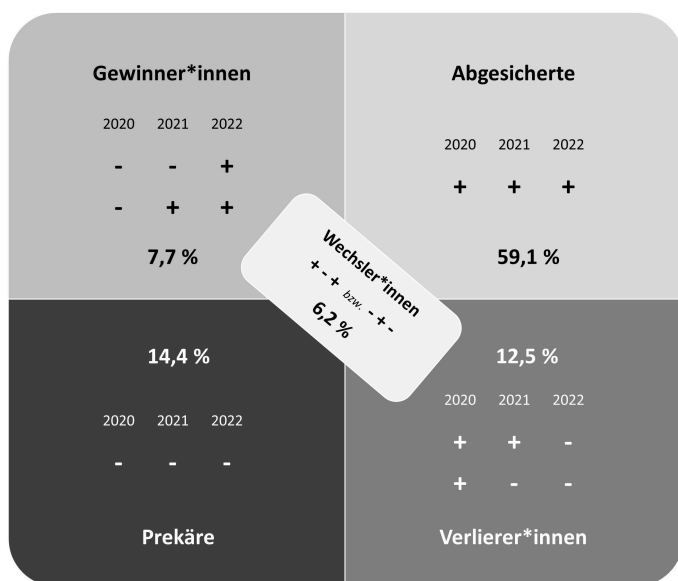 Gewinner*innen
2020 2021 2022
- - +
- + +
7,7 %
Abgesicherte
2020 2021 2022
+ + +
59,1 %
Wechsler*innen
+ - + bzw. - + -
6,2 %
14,4 %
2020 2021 2022
- - -
Prekäre
12,5 %
2020 2021 2022
+ + -
+ - -
Verlierer*innen